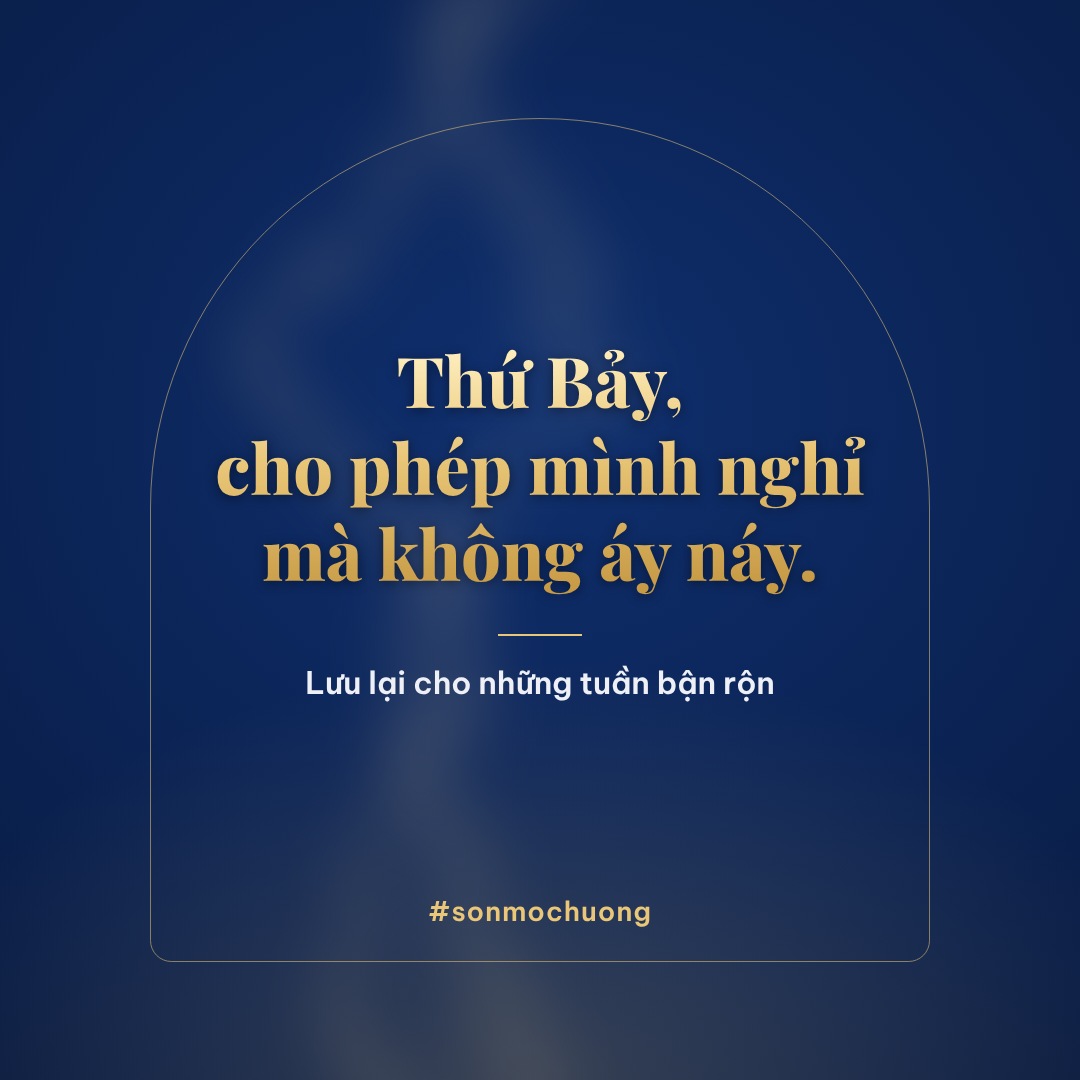 Thứ Bảy,
cho phép mình nghỉ
mà không áy náy.
Lưu lại cho những tuần bận rộn
#sonmochuong